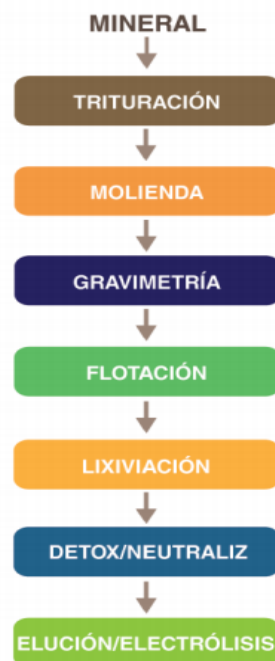 MINERAL
TRITURACIÓN
MOLIENDA
GRAVIMETRÍA
FLOTACIÓN
LIXIVIACIÓN
DETOX/NEUTRALIZ
ELUCIÓN/ELECTRÓLISIS